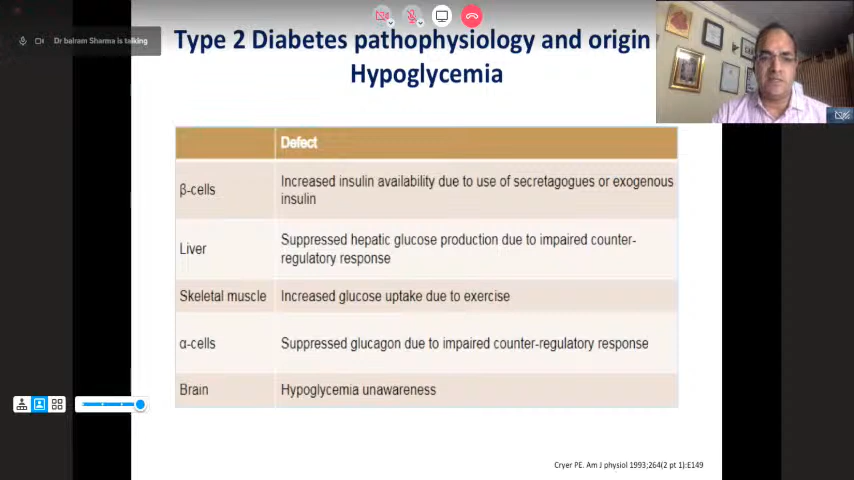 Dr balram Sharma is talking
Type 2 Diabetes pathophysiology and origin
Hypoglycemia
Defect
β-cells
Increased insulin availability due to use of secretagogues or exogenous
insulin
Liver
Suppressed hepatic glucose production due to impaired counter-
regulatory response
Skeletal muscle
Increased glucose uptake due to exercise
α-cells
Suppressed glucagon due to impaired counter-regulatory response
Brain
Hypoglycemia unawareness
Cryer PE. Am J physiol 1993;264(2 pt 1):E149